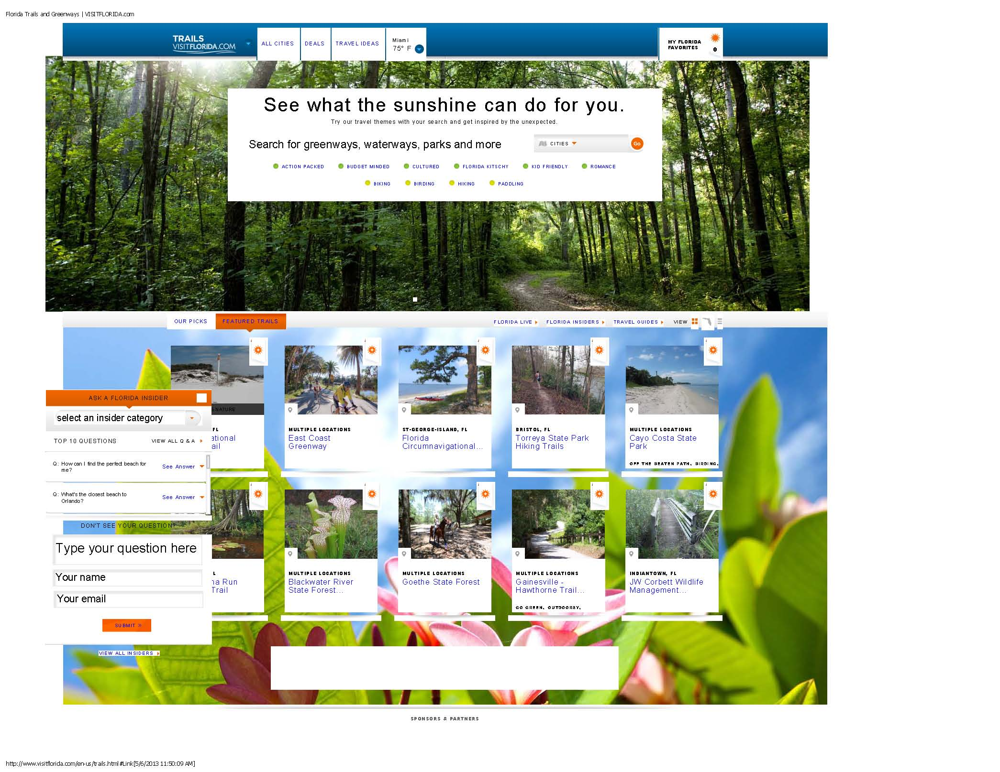 Florida Trails and Greenways | VISITFLORIDA.com
TRAILS
VISITFLORIDA.COM
ALL CITIES
DEALS
TRAVEL IDEAS
Miami
75° F
MY FLORIDA
FAVORITES
0
See what the sunshine can do for you.
Try our travel themes with your search and get inspired by the unexpected.
Search for greenways, waterways, parks and more
CITIES
Go
ACTION PACKED
BUDGET MINDED
CULTURED
FLORIDA KITSCHY
KID FRIENDLY
ROMANCE
BIKING
BIRDING
HIKING
PADDLING
OUR PICKS
FEATURED TRAILS
FLORIDA LIVE
FLORIDA INSIDERS
TRAVEL GUIDES
VIEW
ASK A FLORIDA INSIDER
select an insider category
TOP 10 QUESTIONS
VIEW ALL Q & A
Q: How can I find the perfect beach for
me?
See Answer
Q: What's the closest beach to
Orlando?
See Answer
DON'T SEE YOUR QUESTION?
Type your question here
Your name
Your email
SUBMIT »
VIEW ALL INSIDERS
NATURE
FL
ational
ail
MULTIPLE LOCATIONS
East Coast
Greenway
ST-GEORGE-ISLAND, FL
Florida
Circumnavigational...
BRISTOL, FL
Torreya State Park
Hiking Trails
MULTIPLE LOCATIONS
Cayo Costa State
Park
OFF THE BEATEN PATH, BIRDING,
L
na Run
Trail
MULTIPLE LOCATIONS
Blackwater River
State Forest...
MULTIPLE LOCATIONS
Goethe State Forest
MULTIPLE LOCATIONS
Gainesville -
Hawthorne Trail...
GO GREEN, OUTDOORSY,
INDIANTOWN, FL
JW Corbett Wildlife
Management...
SPONSORS & PARTNERS
http://www.visitflorida.com/en-us/trails.html#Link[5/6/2013 11:50:09 AM]